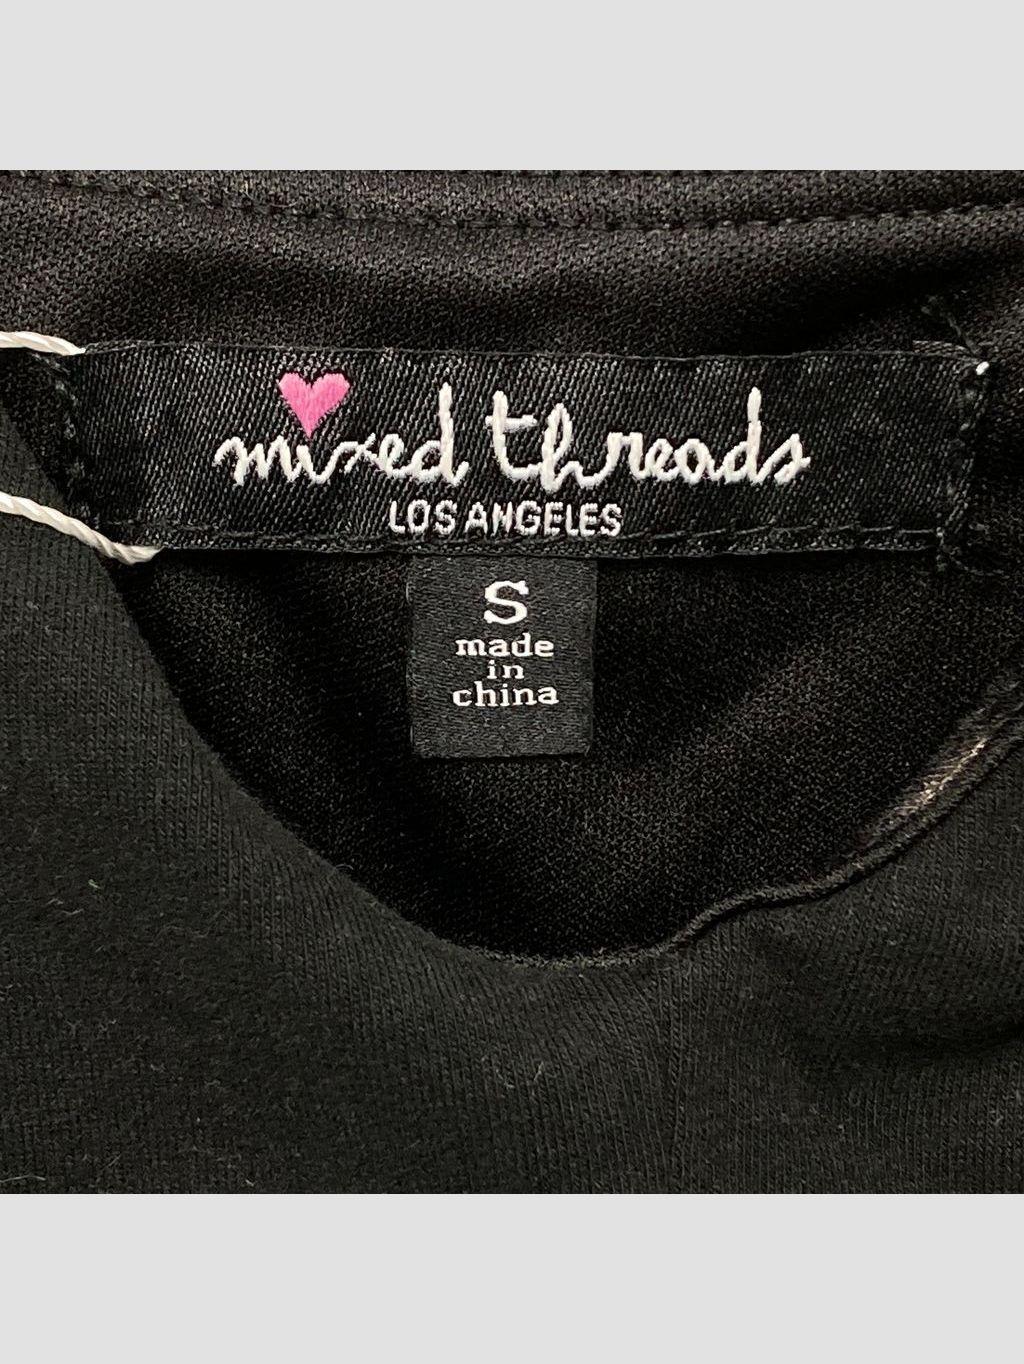 mixed threads
LOS ANGELES
S
made
in
china